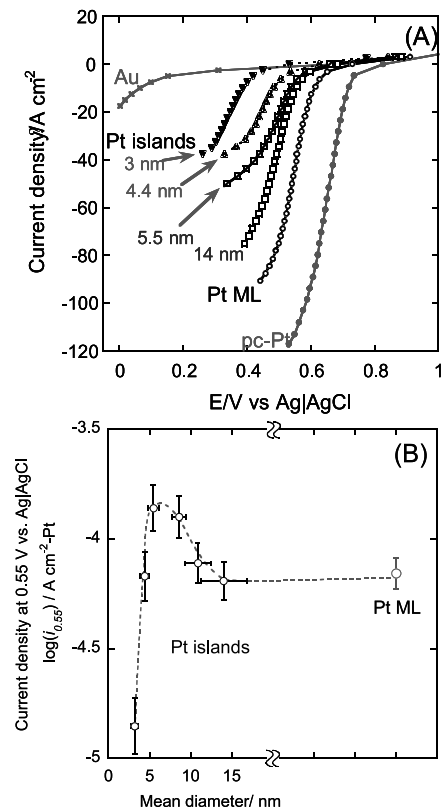 (A)
20
0
-20
-40
-60
-80
-100
-120
Current density/A cm⁻²
Au
Pt islands
3 nm
4.4 nm
5.5 nm
14 nm
Pt ML
pc-Pt
0 0.2 0.4 0.6 0.8 1
E/V vs Ag|AgCl
(B)
-3.5
-4
-4.5
-5
Current density at 0.55 V vs. Ag|AgCl
log(i₀.₅₅) / A cm⁻²-Pt
Pt ML
Pt islands
0 5 10 15
Mean diameter/ nm